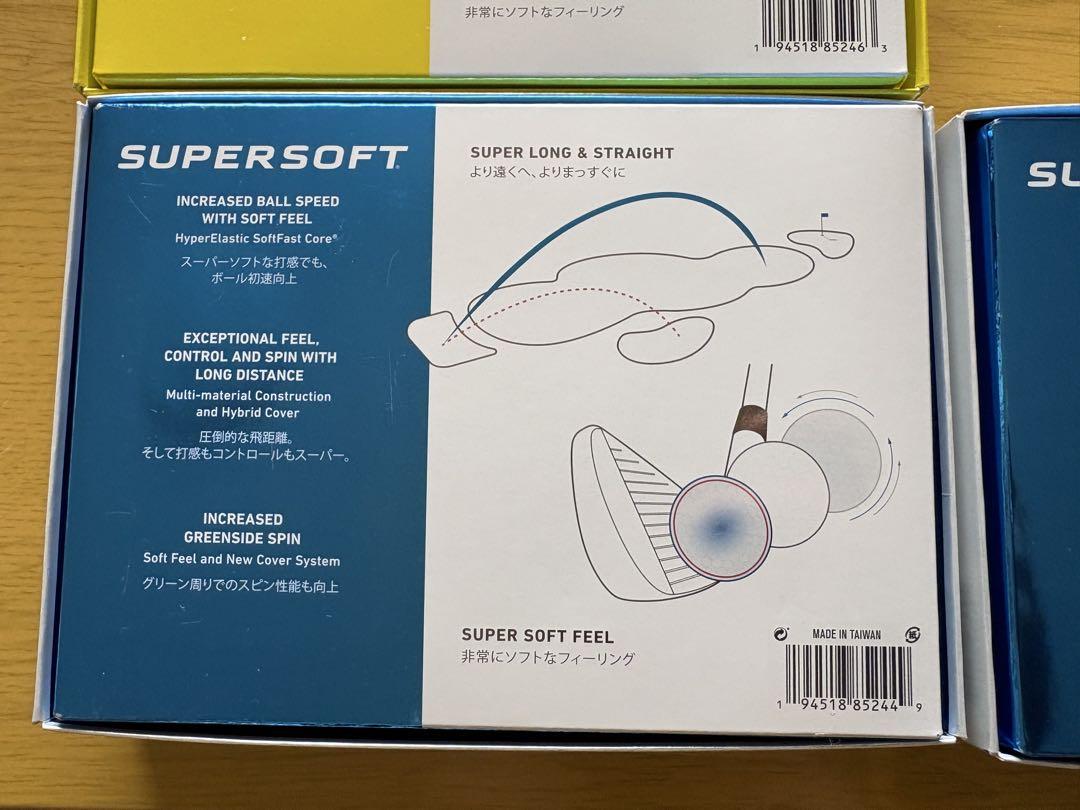 非常にソフトなフィーリング
1 94518 85246 3
SUPERSOFT
INCREASED BALL SPEED
WITH SOFT FEEL
HyperElastic SoftFast Core®
スーパーソフトな打感でも、
ボール初速向上
EXCEPTIONAL FEEL,
CONTROL AND SPIN WITH
LONG DISTANCE
Multi-material Construction
and Hybrid Cover
圧倒的な飛距離。
そして打感もコントロールもスーパー。
INCREASED
GREENSIDE SPIN
Soft Feel and New Cover System
グリーン周りでのスピン性能も向上
SUPER LONG & STRAIGHT
より遠くへ、よりまっすぐに
SUPER SOFT FEEL
非常にソフトなフィーリング
MADE IN TAIWAN
紙
1 94518 85244 9
SU